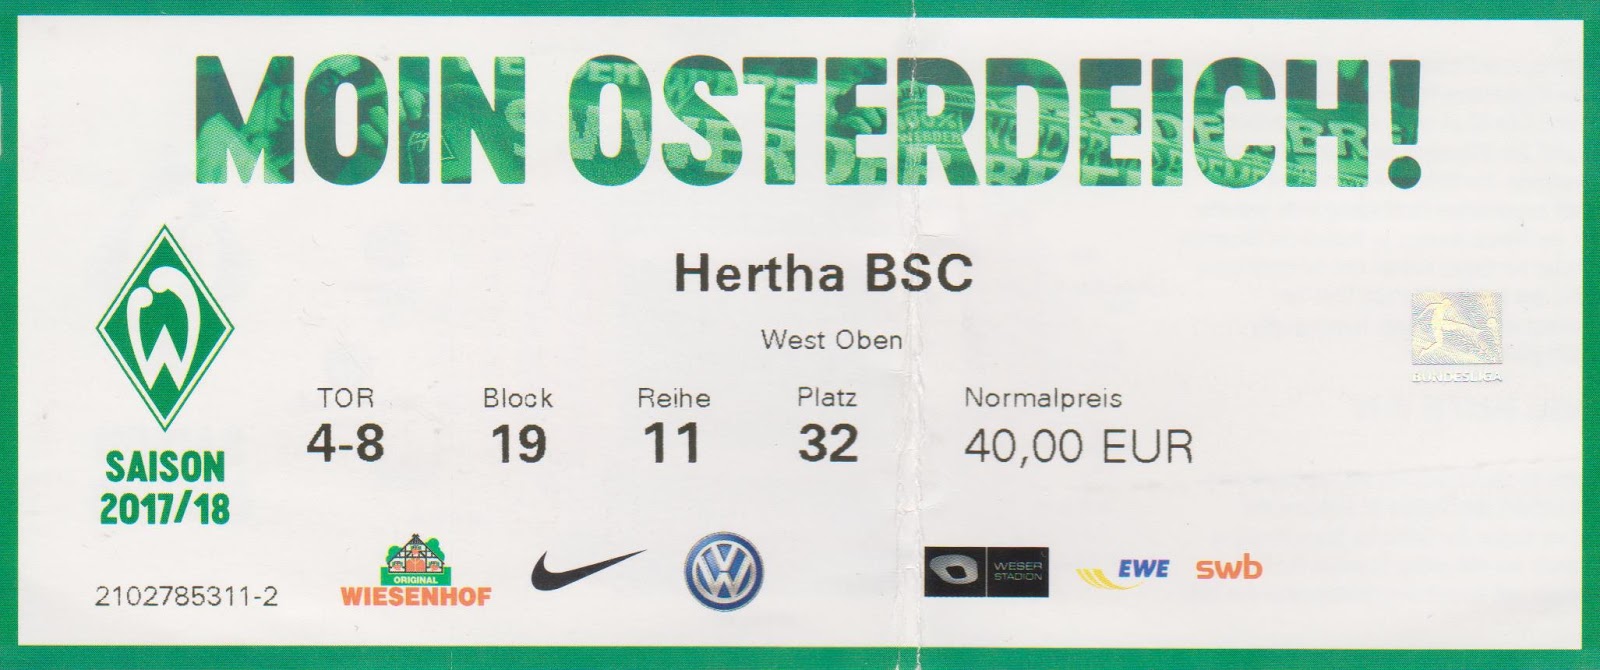 MOIN OSTERDEICH!
Hertha BSC
West Oben
TOR Block Reihe Platz Normalpreis
4-8 19 11 32 40,00 EUR
SAISON
2017/18
BUNDESLIGA
2102785311-2
ORIGINAL
WIESENHOF
WESER
STADION
EWE
swb